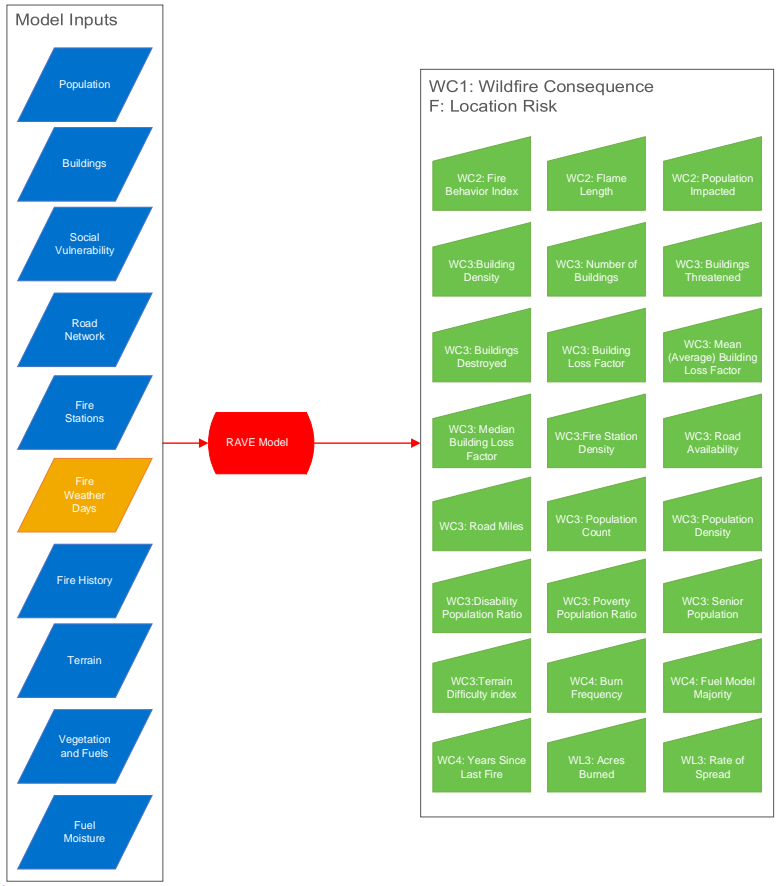 Model Inputs
Population
Buildings
Social
Vulnerability
Road
Network
Fire
Stations
Fire
Weather
Days
Fire History
Terrain
Vegetation
and Fuels
Fuel
Moisture
RAVE Model
WC1: Wildfire Consequence
F: Location Risk
WC2: Fire
Behavior Index
WC2: Flame
Length
WC2: Population
Impacted
WC3:Building
Density
WC3: Number of
Buildings
WC3: Buildings
Threatened
WC3: Buildings
Destroyed
WC3: Building
Loss Factor
WC3: Mean
(Average) Building
Loss Factor
WC3: Median
Building Loss
Factor
WC3:Fire Station
Density
WC3: Road
Availability
WC3: Road Miles
WC3: Population
Count
WC3: Population
Density
WC3:Disability
Population Ratio
WC3: Poverty
Population Ratio
WC3: Senior
Population
WC3:Terrain
Difficulty index
WC4: Burn
Frequency
WC4: Fuel Model
Majority
WC4: Years Since
Last Fire
WL3: Acres
Burned
WL3: Rate of
Spread